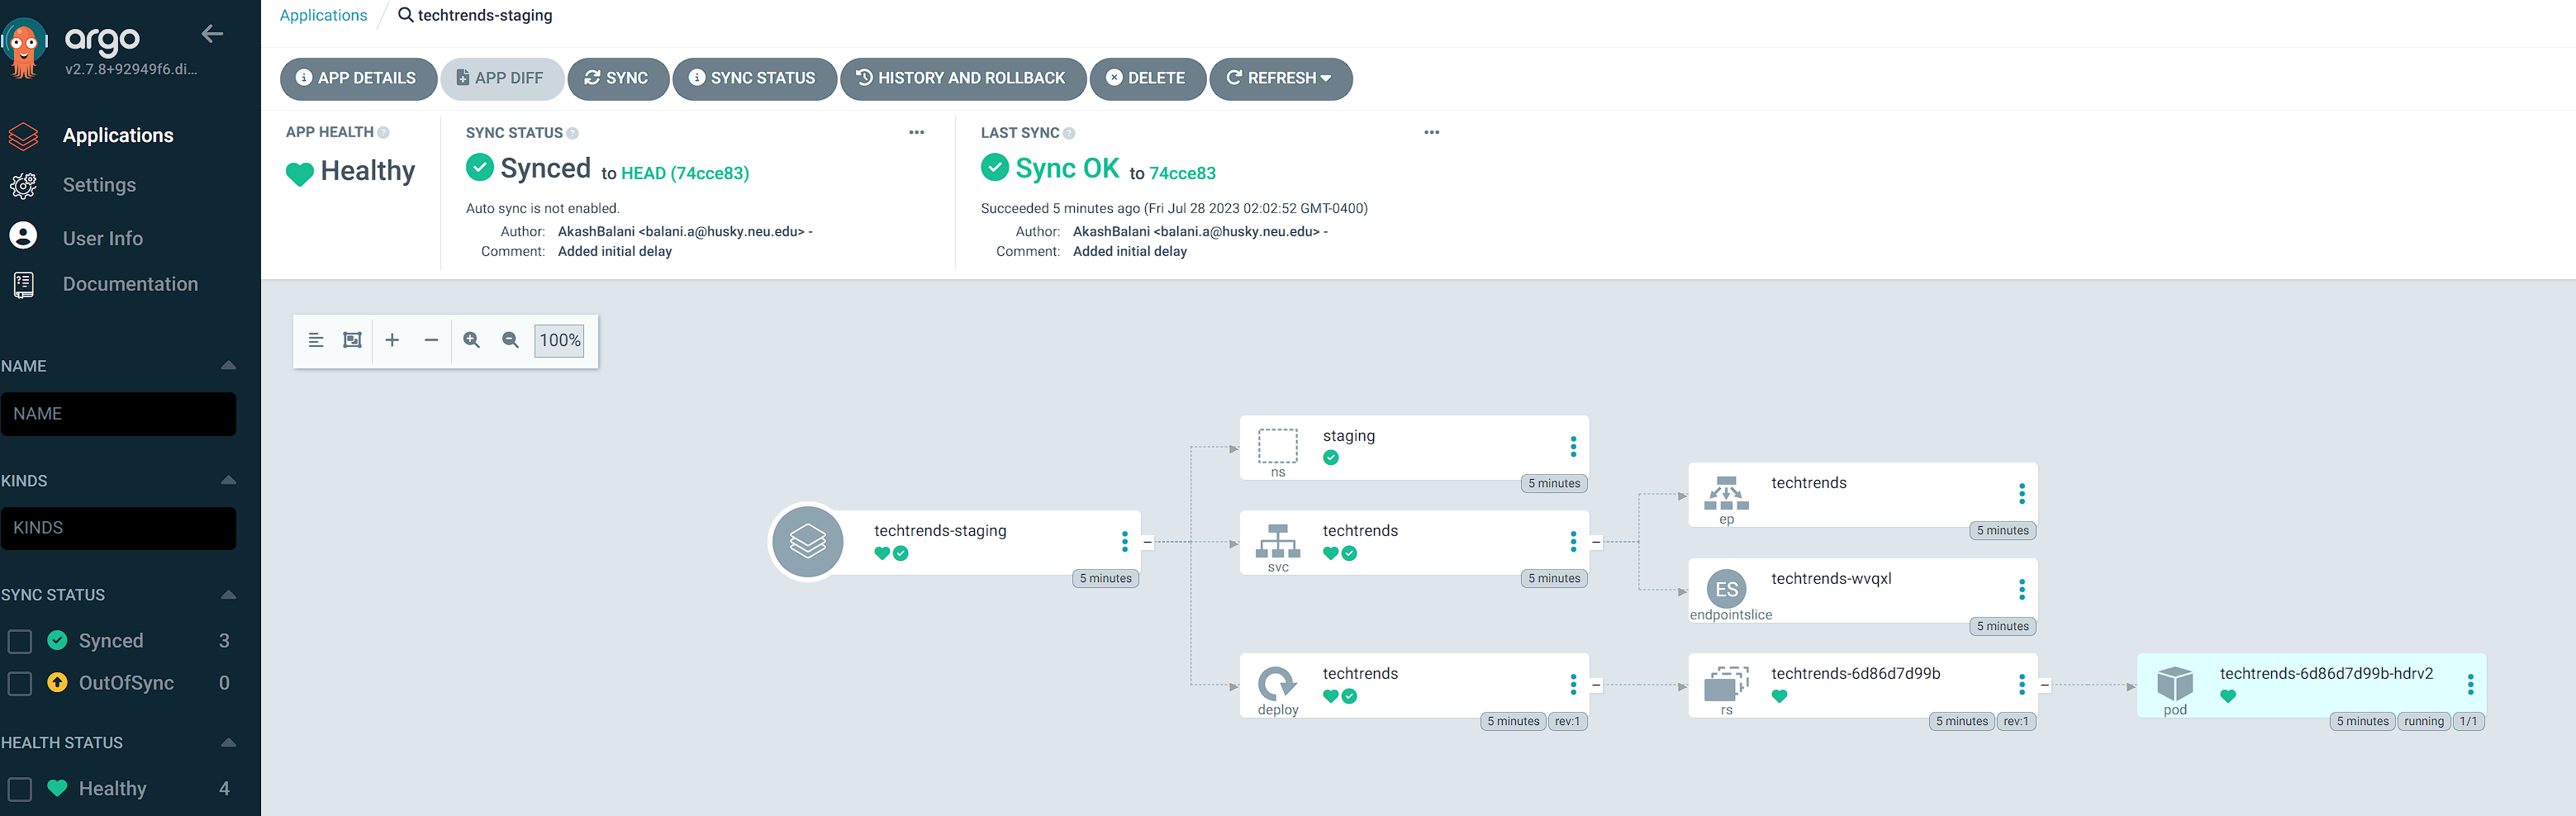 argo
v2.7.8+92949f6.di...
Applications
Settings
User Info
Documentation
NAME
NAME
KINDS
KINDS
SYNC STATUS
Synced 3
OutOfSync 0
HEALTH STATUS
Healthy 4
Applications / techtrends-staging
APP DETAILS APP DIFF SYNC SYNC STATUS HISTORY AND ROLLBACK DELETE REFRESH
APP HEALTH
Healthy
SYNC STATUS
Synced to HEAD (74cce83)
Auto sync is not enabled.
Author: AkashBalani <balani.a@husky.neu.edu> -
Comment: Added initial delay
LAST SYNC
Sync OK to 74cce83
Succeeded 5 minutes ago (Fri Jul 28 2023 02:02:52 GMT-0400)
Author: AkashBalani <balani.a@husky.neu.edu> -
Comment: Added initial delay
100%
techtrends-staging
5 minutes
staging
ns
5 minutes
techtrends
svc
5 minutes
techtrends
deploy
5 minutes rev:1
techtrends
ep
5 minutes
ES
techtrends-wvqxl
endpointslice
5 minutes
techtrends-6d86d7d99b
rs
5 minutes rev:1
techtrends-6d86d7d99b-hdrv2
pod
5 minutes running 1/1